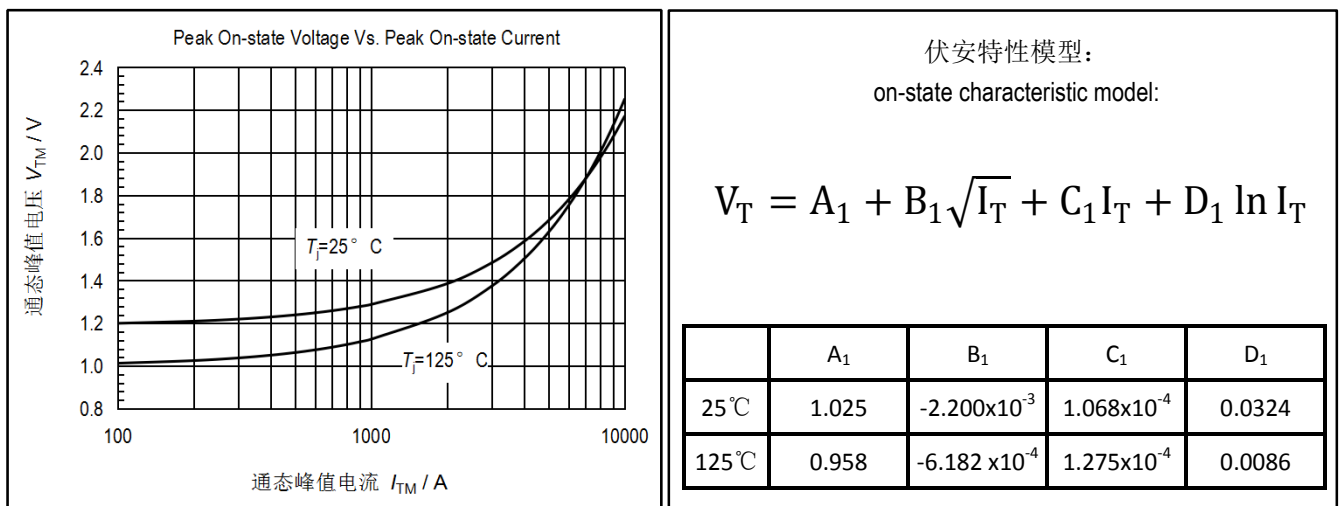 Peak On-state Voltage Vs. Peak On-state Current
通态峰值电压 VTM / V
2.4
2.2
2.0
1.8
1.6
1.4
1.2
1.0
0.8
Tj=25° C
Tj=125° C
100 1000 10000
通态峰值电流 ITM / A
伏安特性模型：
on-state characteristic model:
VT = A1 + B1√IT + C1IT + D1 ln IT
A1 B1 C1 D1
25℃ 1.025 -2.200x10-3 1.068x10-4 0.0324
125℃ 0.958 -6.182 x10-4 1.275x10-4 0.0086